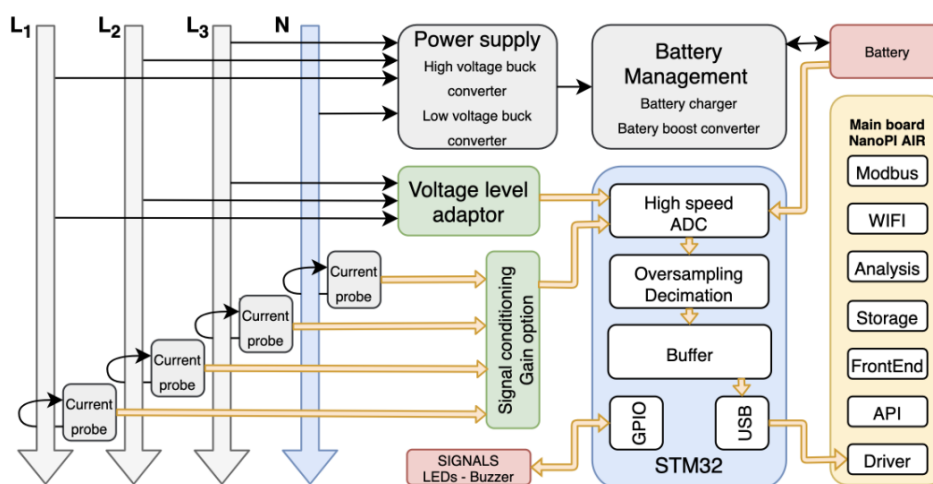 L1
L2
L3
N
Power supply
High voltage buck
converter
Low voltage buck
converter
Battery
Management
Battery charger
Batery boost converter
Battery
Main board
NanoPI AIR
Modbus
WIFI
Analysis
Storage
FrontEnd
API
Driver
Voltage level
adaptor
High speed
ADC
Oversampling
Decimation
Buffer
GPIO
USB
STM32
Current
probe
Current
probe
Current
probe
Current
probe
Signal conditioning
Gain option
SIGNALS
LEDs - Buzzer